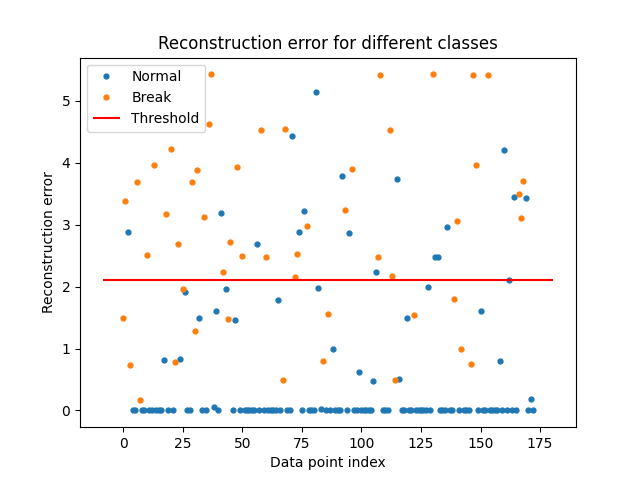 Reconstruction error for different classes
Normal
Break
Threshold
Reconstruction error
5
4
3
2
1
0
0 25 50 75 100 125 150 175
Data point index